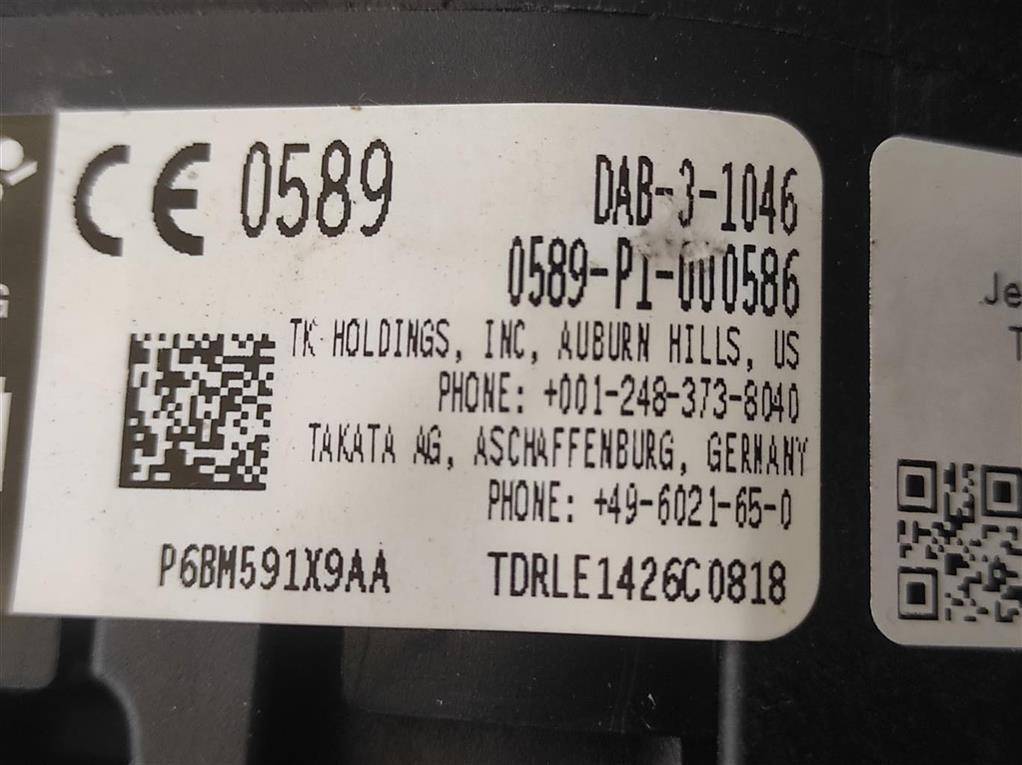 CE 0589
DAB-3-1046
0589-P1-000586
TK HOLDINGS, INC, AUBURN HILLS, US
PHONE: +001-248-373-8040
TAKATA AG, ASCHAFFENBURG, GERMANY
PHONE: +49-6021-65-0
P6BM591X9AA TDRLE1426C0818
G
Je
T